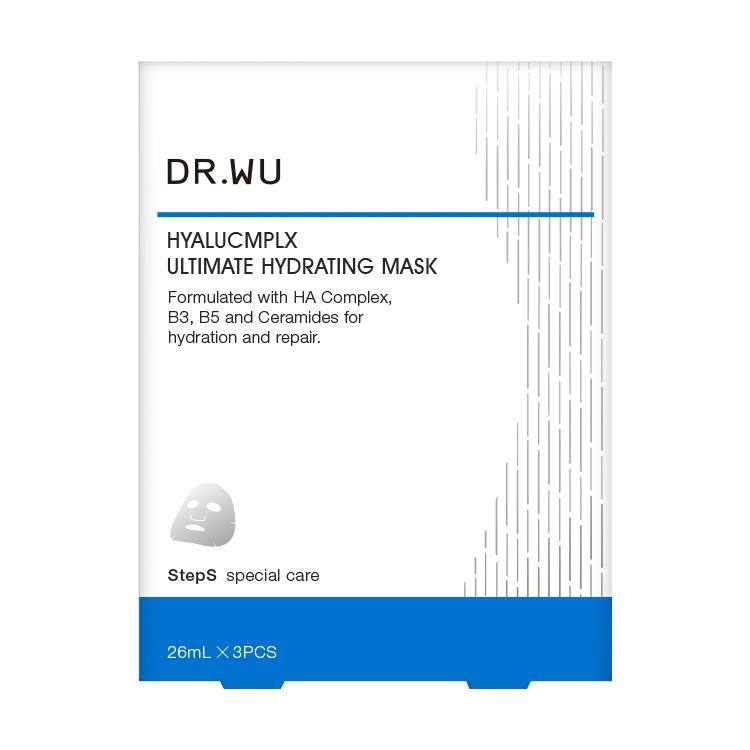 DR.WU
HYALUCMPLX
ULTIMATE HYDRATING MASK
Formulated with HA Complex,
B3, B5 and Ceramides for
hydration and repair.
StepS special care
26mL × 3PCS